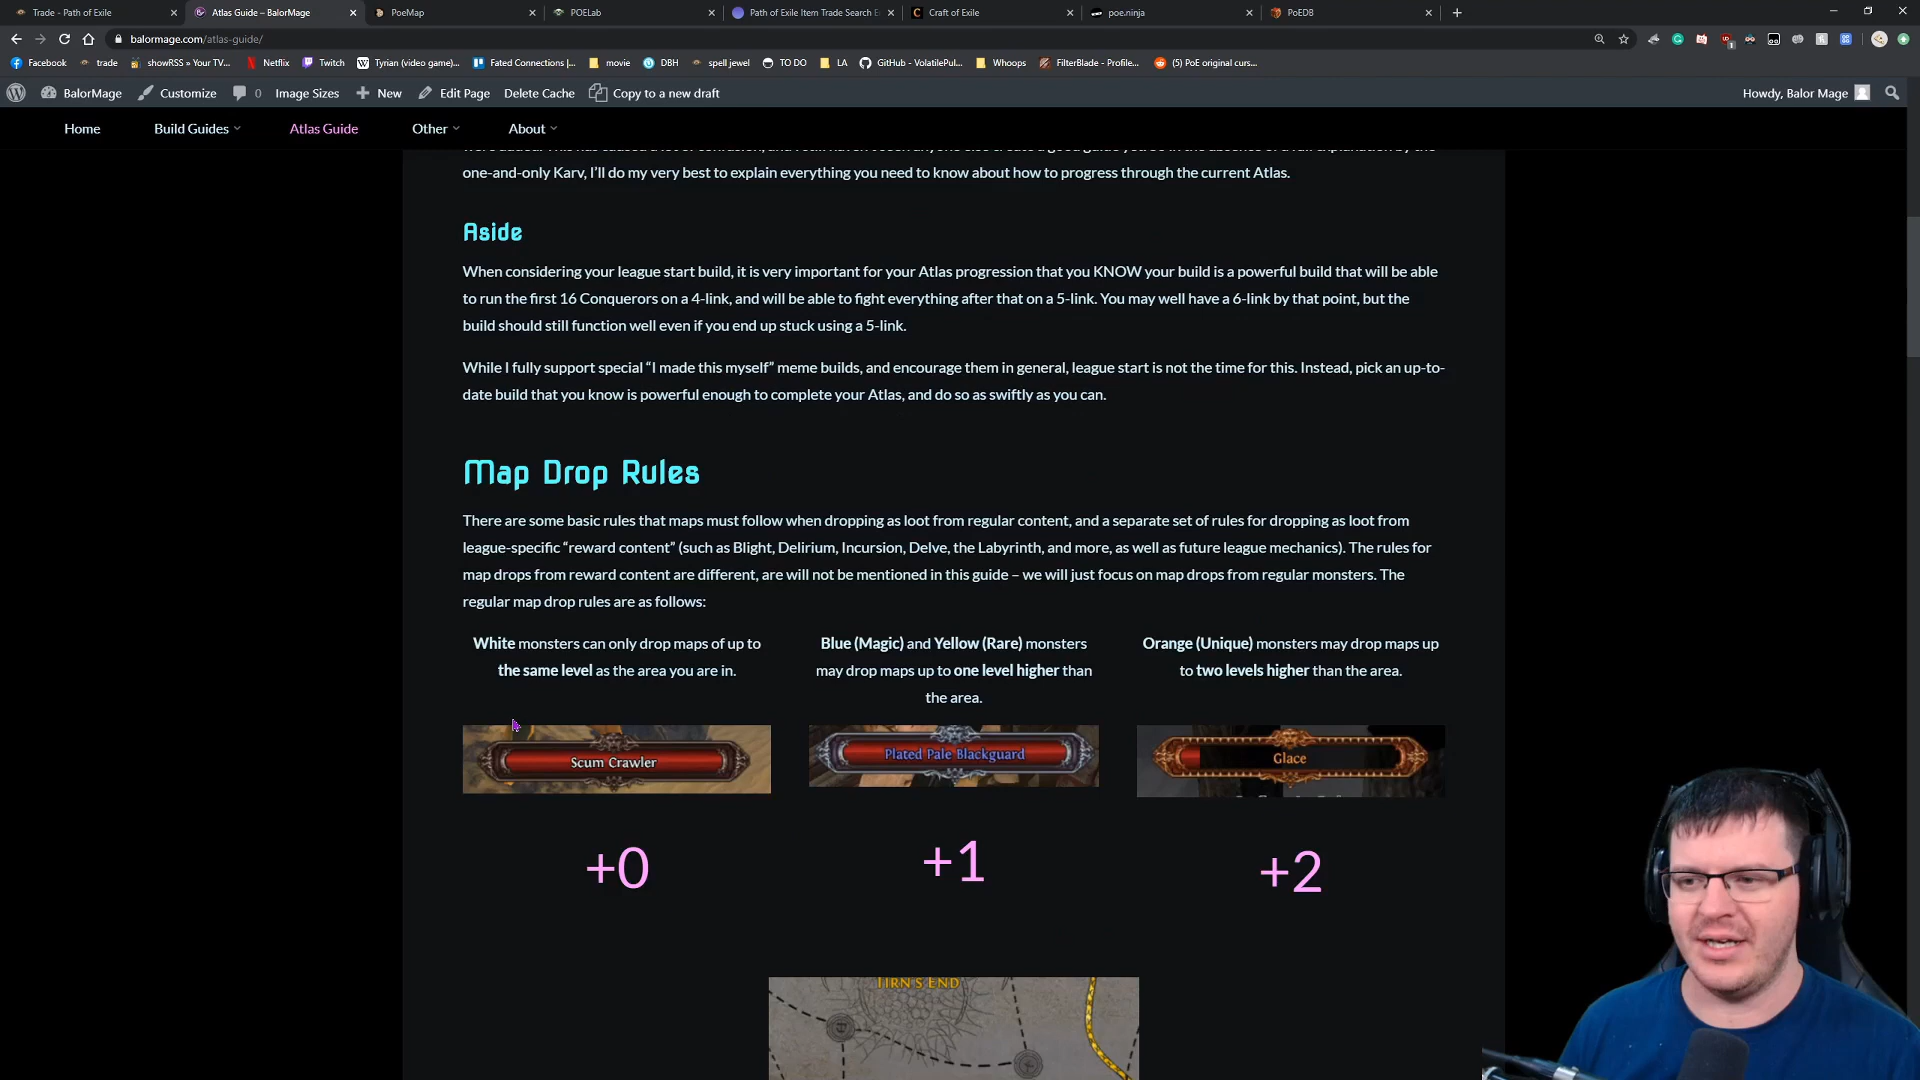 Trade - Path of Exile
Atlas Guide – BalorMage
PoeMap
POELab
Path of Exile Item Trade Search E
Craft of Exile
poe.ninja
PoEDB
balormage.com/atlas-guide/
Facebook
trade
showRSS » Your TV...
Netflix
Twitch
Tyrian (video game)...
Fated Connections |...
movie
DBH
spell jewel
TO DO
LA
GitHub - VolatilePul...
Whoops
FilterBlade - Profile...
(5) PoE original curs...
BalorMage
Customize
0
Image Sizes
New
Edit Page
Delete Cache
Copy to a new draft
Howdy, Balor Mage
Home
Build Guides
Atlas Guide
Other
About
one-and-only Karv, I'll do my very best to explain everything you need to know about how to progress through the current Atlas.
Aside
When considering your league start build, it is very important for your Atlas progression that you KNOW your build is a powerful build that will be able
to run the first 16 Conquerors on a 4-link, and will be able to fight everything after that on a 5-link. You may well have a 6-link by that point, but the
build should still function well even if you end up stuck using a 5-link.
While I fully support special “I made this myself” meme builds, and encourage them in general, league start is not the time for this. Instead, pick an up-to-
date build that you know is powerful enough to complete your Atlas, and do so as swiftly as you can.
Map Drop Rules
There are some basic rules that maps must follow when dropping as loot from regular content, and a separate set of rules for dropping as loot from
league-specific “reward content” (such as Blight, Delirium, Incursion, Delve, the Labyrinth, and more, as well as future league mechanics). The rules for
map drops from reward content are different, are will not be mentioned in this guide – we will just focus on map drops from regular monsters. The
regular map drop rules are as follows:
White monsters can only drop maps of up to
the same level as the area you are in.
Blue (Magic) and Yellow (Rare) monsters
may drop maps up to one level higher than
the area.
Orange (Unique) monsters may drop maps up
to two levels higher than the area.
Scum Crawler
Plated Pale Blackguard
Glace
+0
+1
+2
TIRN'S END